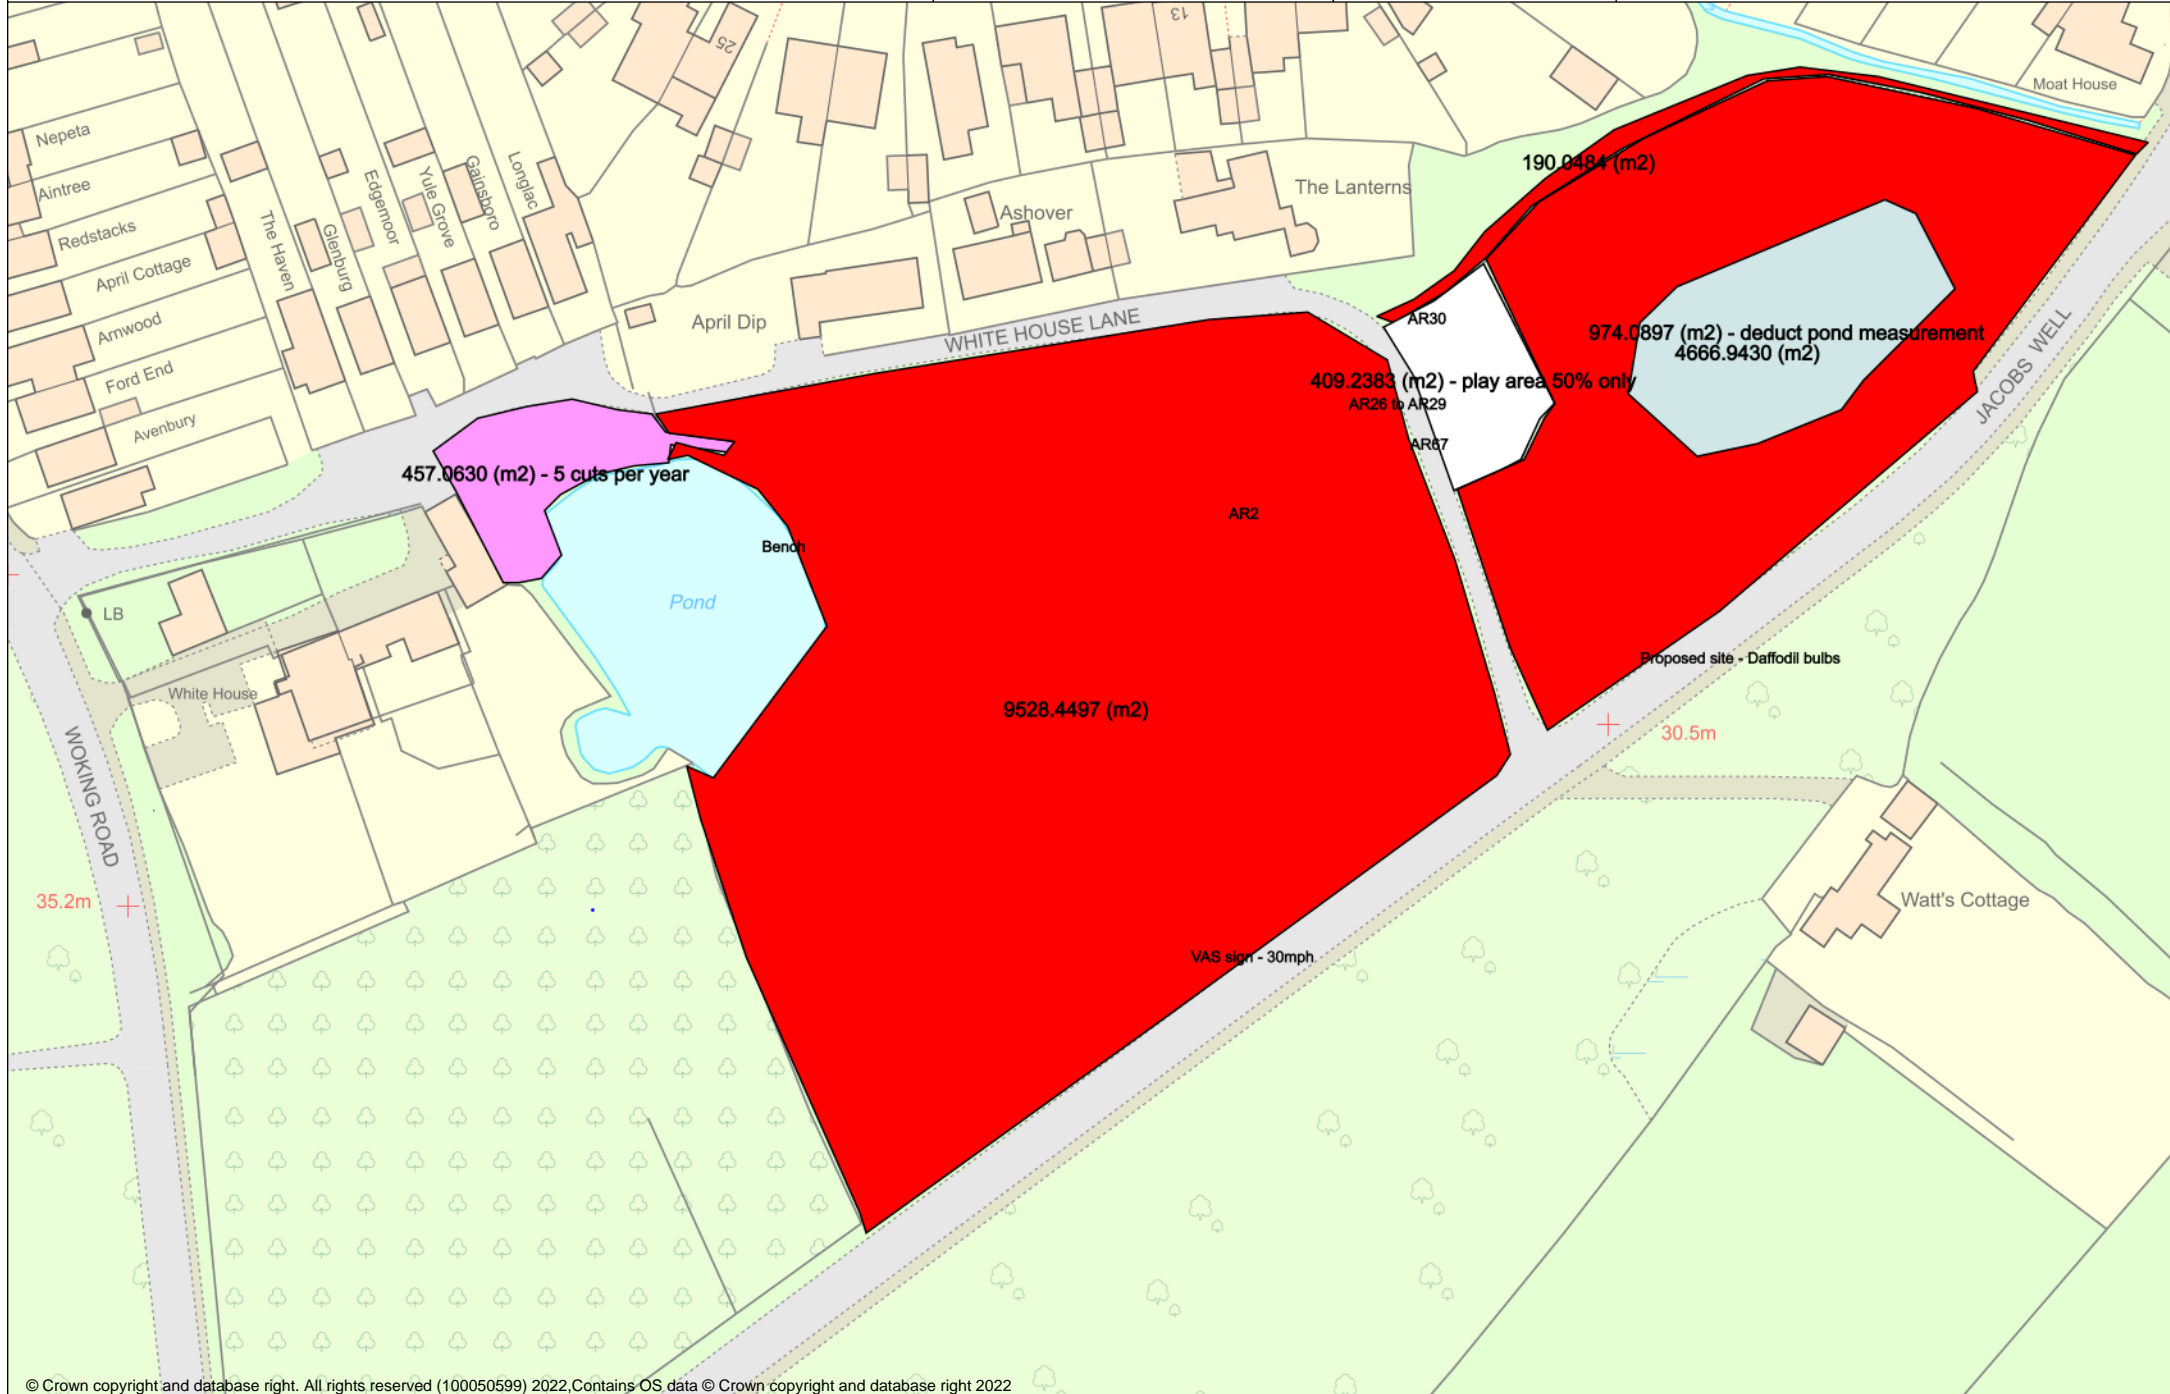 25
13
Moat House
Nepeta
Aintree
Redstacks
April Cottage
Arnwood
Ford End
Avenbury
The Haven
Glenburg
Edgemoor
Yule Grove
Gainsboro
Longlac
Ashover
The Lanterns
April Dip
WHITE HOUSE LANE
190.0484 (m2)
AR30
974.0897 (m2) - deduct pond measurement
4666.9430 (m2)
409.2383 (m2) - play area 50% only
AR26 to AR29
AR67
JACOBS WELL
457.0630 (m2) - 5 cuts per year
AR2
Bench
Pond
LB
White House
WOKING ROAD
9528.4497 (m2)
Proposed site - Daffodil bulbs
30.5m
35.2m
Watt's Cottage
VAS sign - 30mph
© Crown copyright and database right. All rights reserved (100050599) 2022,Contains OS data © Crown copyright and database right 2022